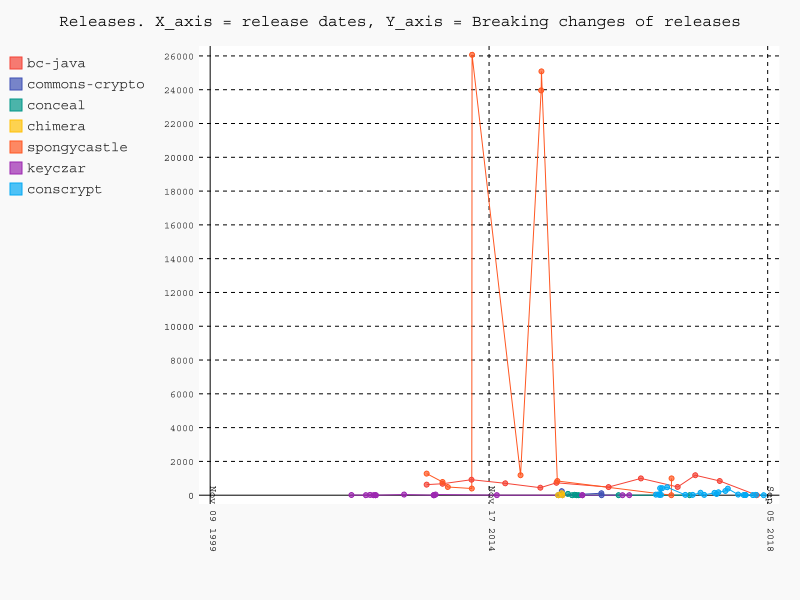 Releases. X_axis = release dates, Y_axis = Breaking changes of releases
bc-java
commons-crypto
conceal
chimera
spongycastle
keyczar
conscrypt
26000
24000
22000
20000
18000
16000
14000
12000
10000
8000
6000
4000
2000
0
Nov 09 1999
Nov 17 2014
Sep 05 2018